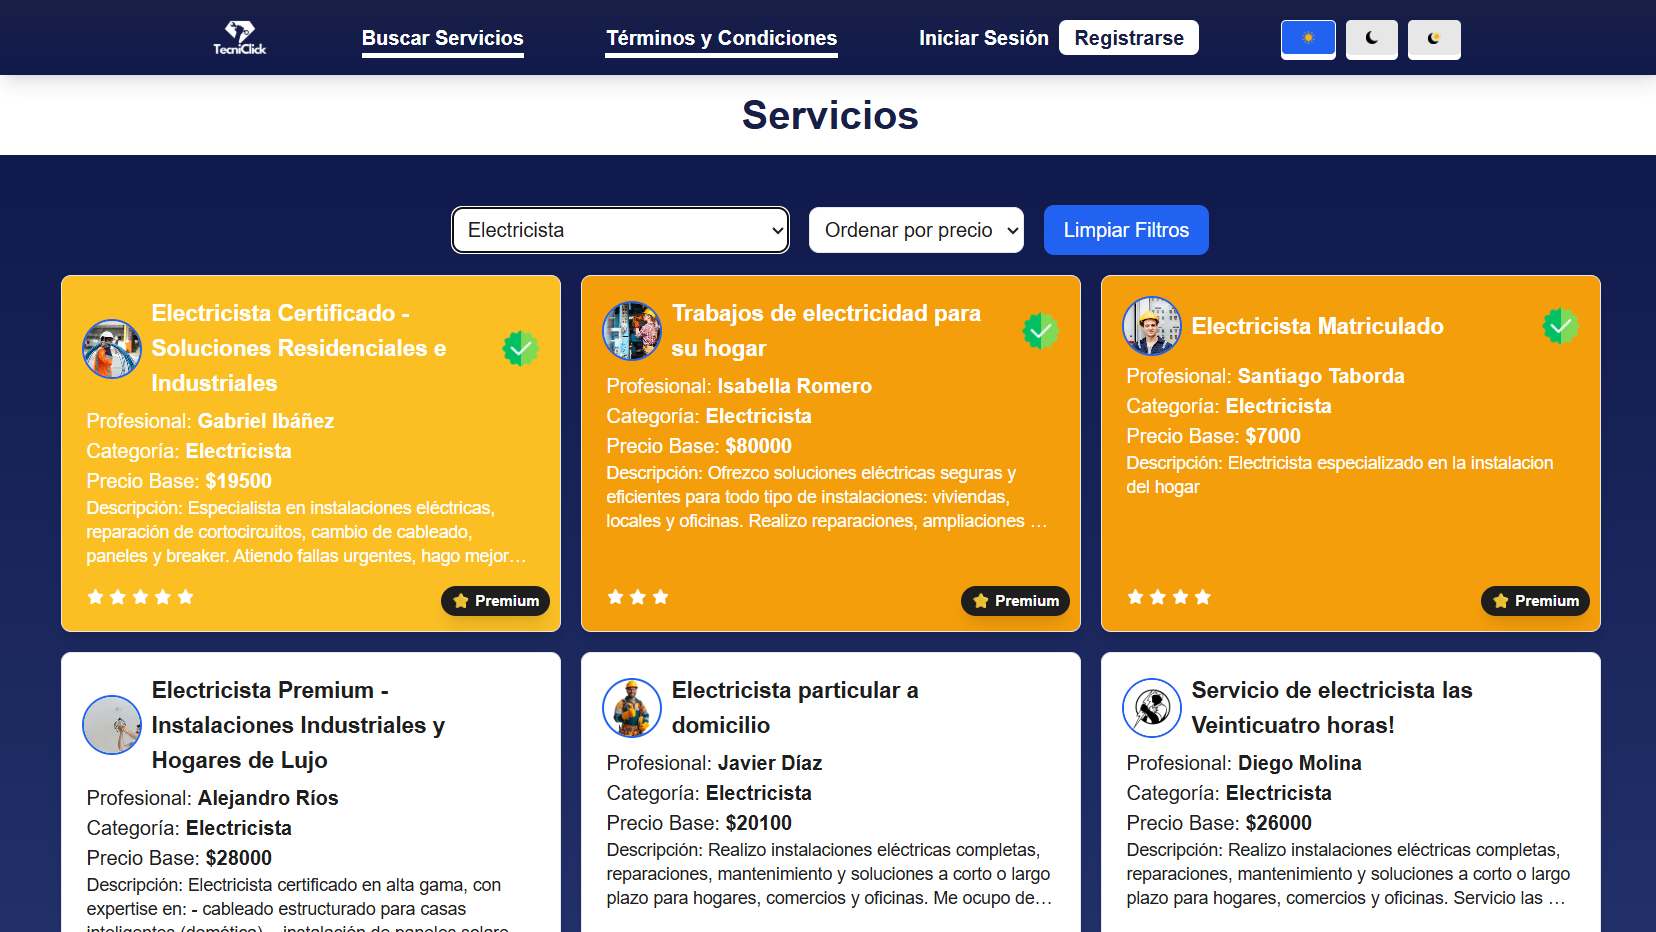 TecniClick
Buscar Servicios
Términos y Condiciones
Iniciar Sesión
Registrarse
Servicios
Electricista
Ordenar por precio
Limpiar Filtros
Electricista Certificado -
Soluciones Residenciales e
Industriales
Profesional: Gabriel Ibáñez
Categoría: Electricista
Precio Base: $19500
Descripción: Especialista en instalaciones eléctricas,
reparación de cortocircuitos, cambio de cableado,
paneles y breaker. Atiendo fallas urgentes, hago mejor…
Premium
Trabajos de electricidad para
su hogar
Profesional: Isabella Romero
Categoría: Electricista
Precio Base: $80000
Descripción: Ofrezco soluciones eléctricas seguras y
eficientes para todo tipo de instalaciones: viviendas,
locales y oficinas. Realizo reparaciones, ampliaciones …
Premium
Electricista Matriculado
Profesional: Santiago Taborda
Categoría: Electricista
Precio Base: $7000
Descripción: Electricista especializado en la instalacion
del hogar
Premium
Electricista Premium -
Instalaciones Industriales y
Hogares de Lujo
Profesional: Alejandro Ríos
Categoría: Electricista
Precio Base: $28000
Descripción: Electricista certificado en alta gama, con
expertise en: - cableado estructurado para casas
inteligentes (domótica). - instalación de paneles solare
Electricista particular a
domicilio
Profesional: Javier Díaz
Categoría: Electricista
Precio Base: $20100
Descripción: Realizo instalaciones eléctricas completas,
reparaciones, mantenimiento y soluciones a corto o largo
plazo para hogares, comercios y oficinas. Me ocupo de…
Servicio de electricista las
Veinticuatro horas!
Profesional: Diego Molina
Categoría: Electricista
Precio Base: $26000
Descripción: Realizo instalaciones eléctricas completas,
reparaciones, mantenimiento y soluciones a corto o largo
plazo para hogares, comercios y oficinas. Servicio las …